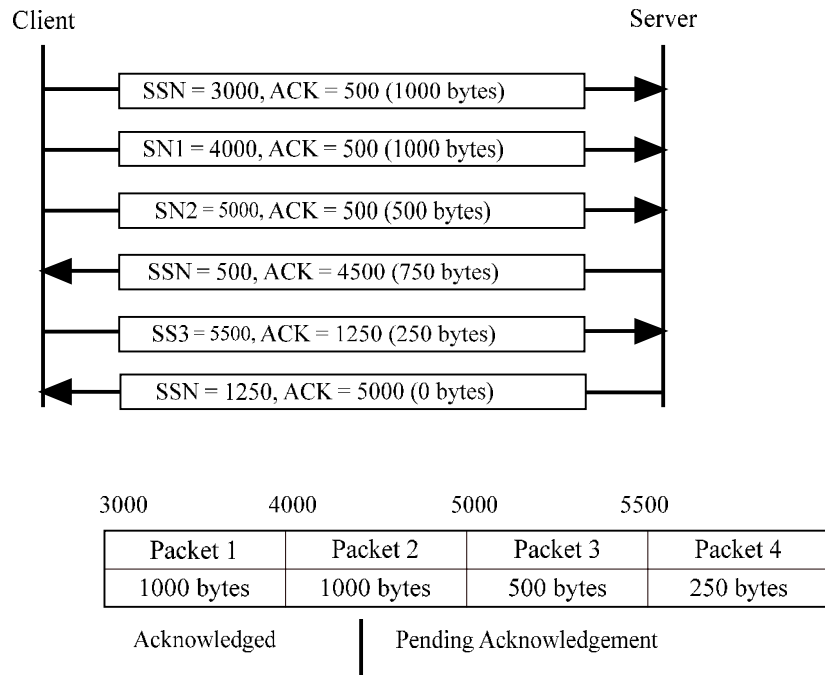 Client Server
SSN = 3000, ACK = 500 (1000 bytes)
SN1 = 4000, ACK = 500 (1000 bytes)
SN2 = 5000, ACK = 500 (500 bytes)
SSN = 500, ACK = 4500 (750 bytes)
SS3 = 5500, ACK = 1250 (250 bytes)
SSN = 1250, ACK = 5000 (0 bytes)
3000 4000 5000 5500
Packet 1 Packet 2 Packet 3 Packet 4
1000 bytes 1000 bytes 500 bytes 250 bytes
Acknowledged Pending Acknowledgement